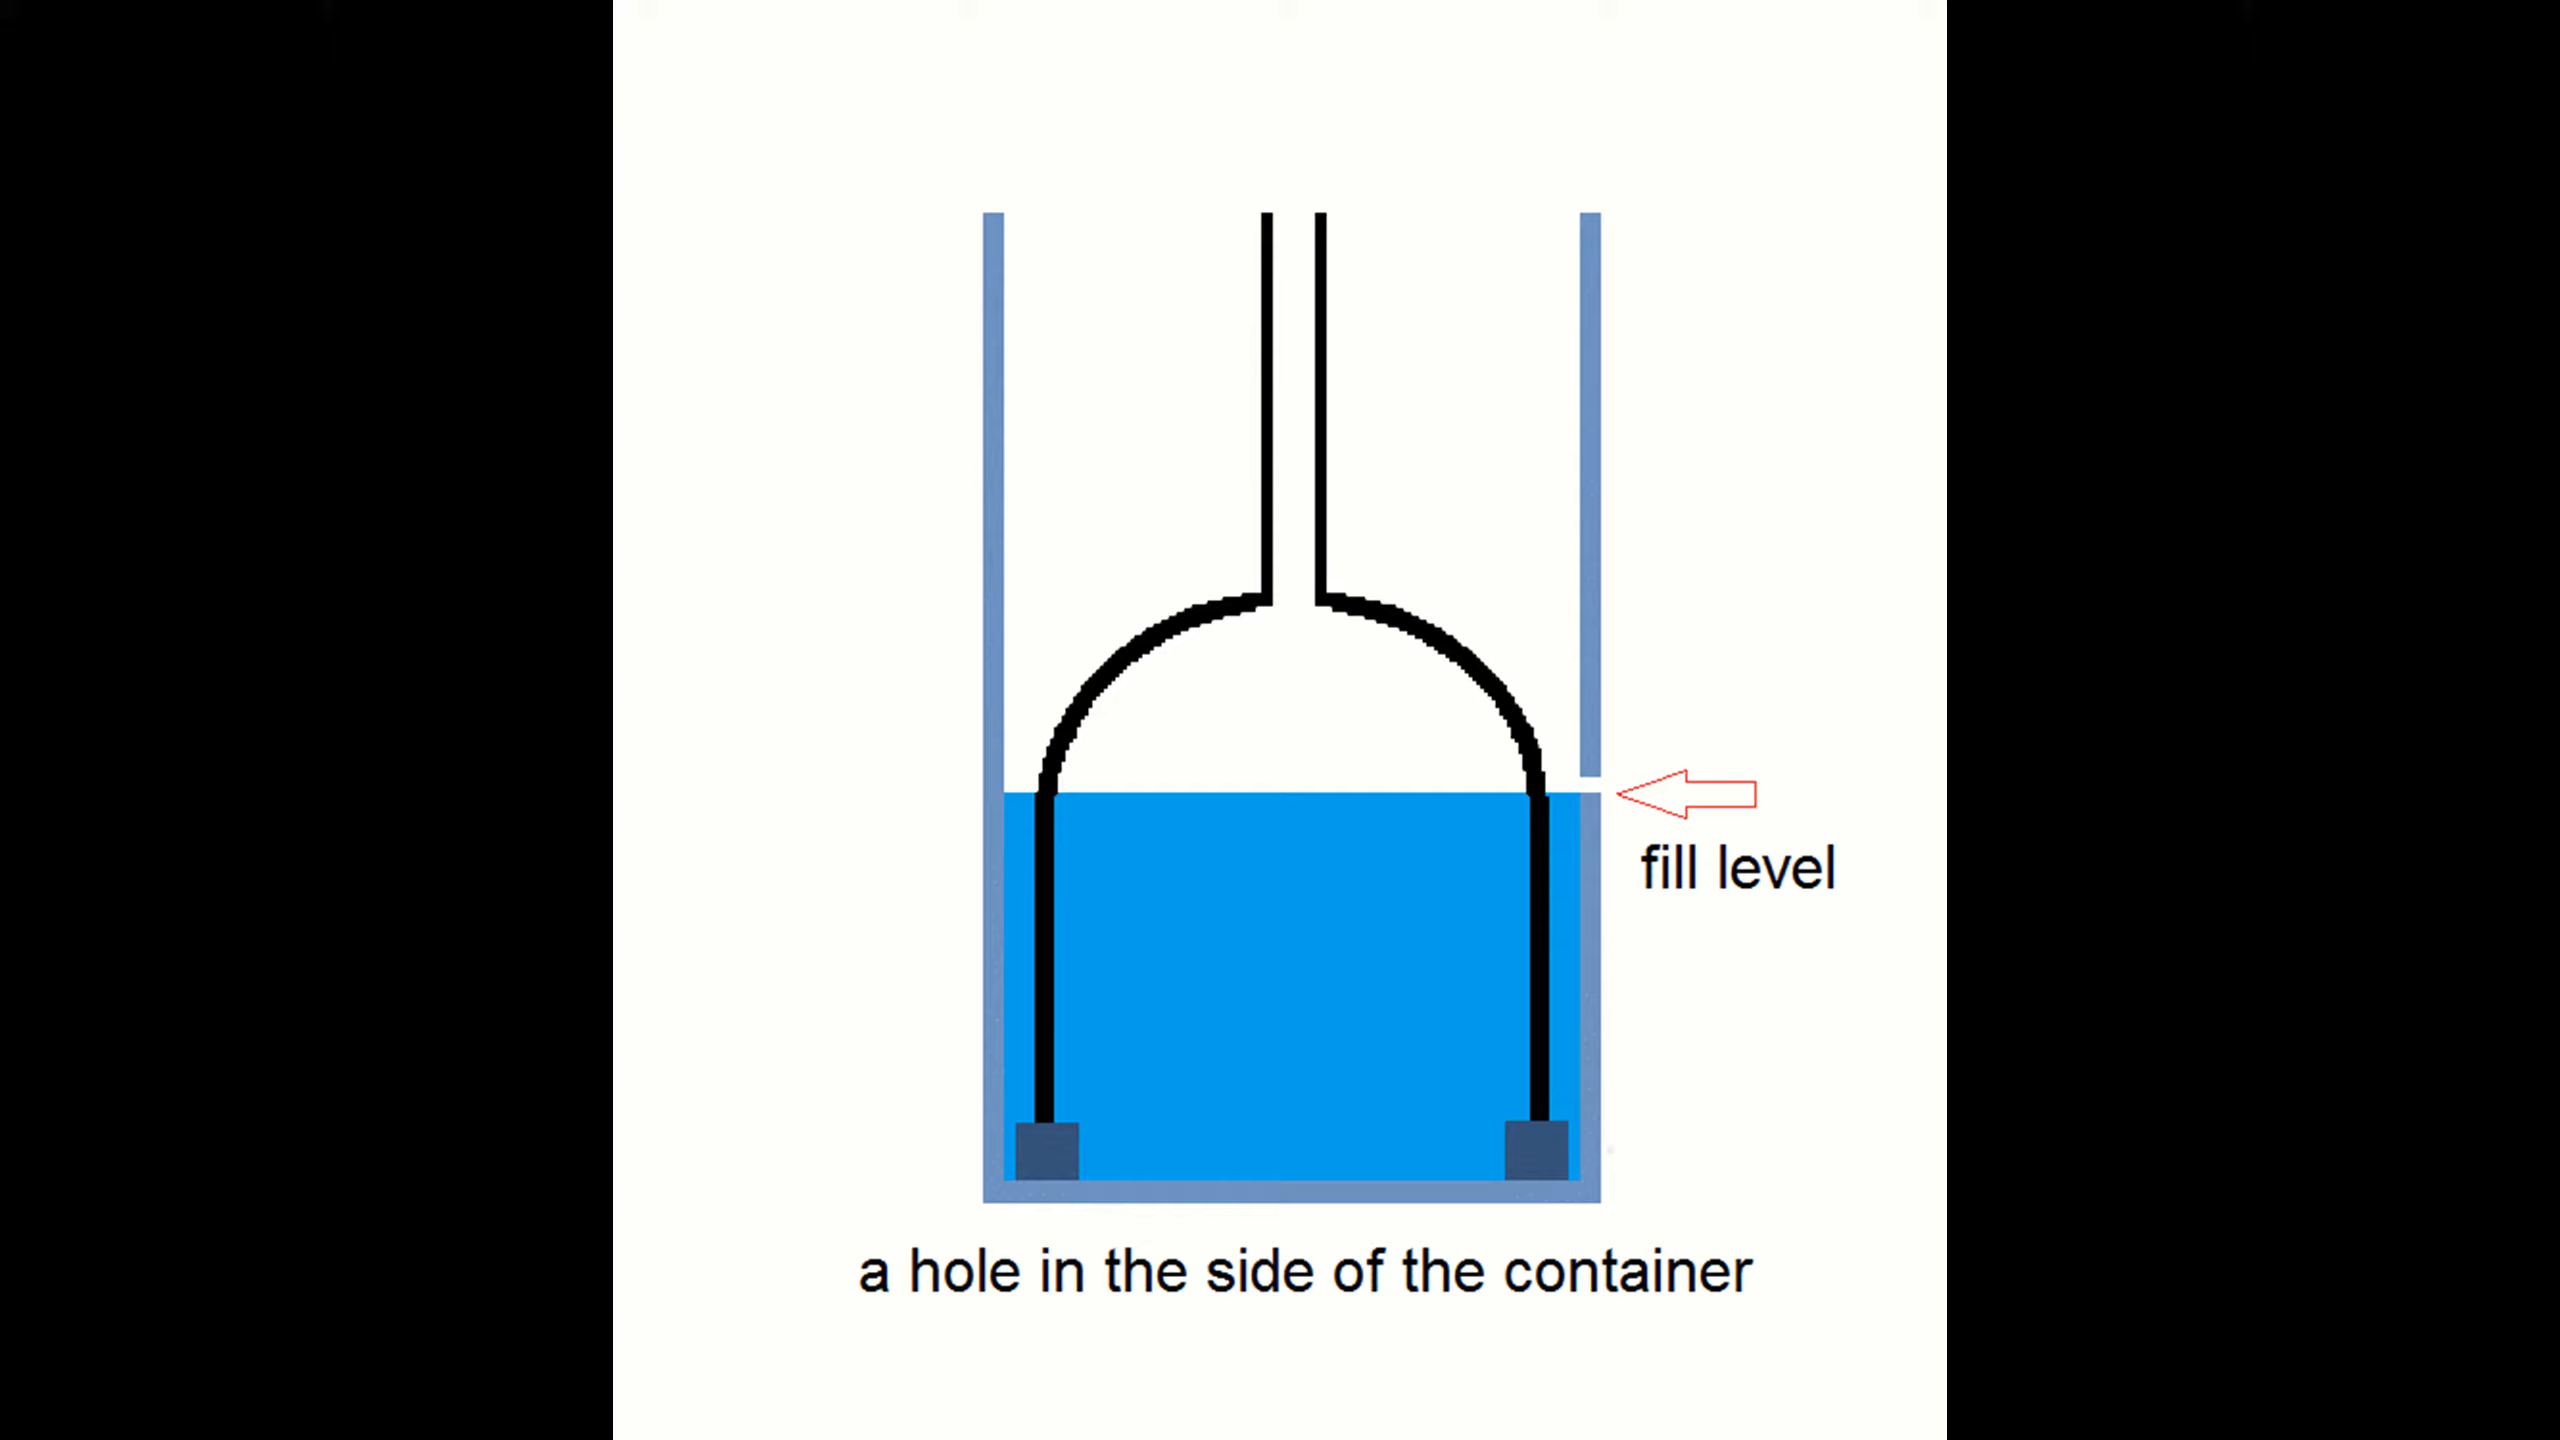 fill level
a hole in the side of the container